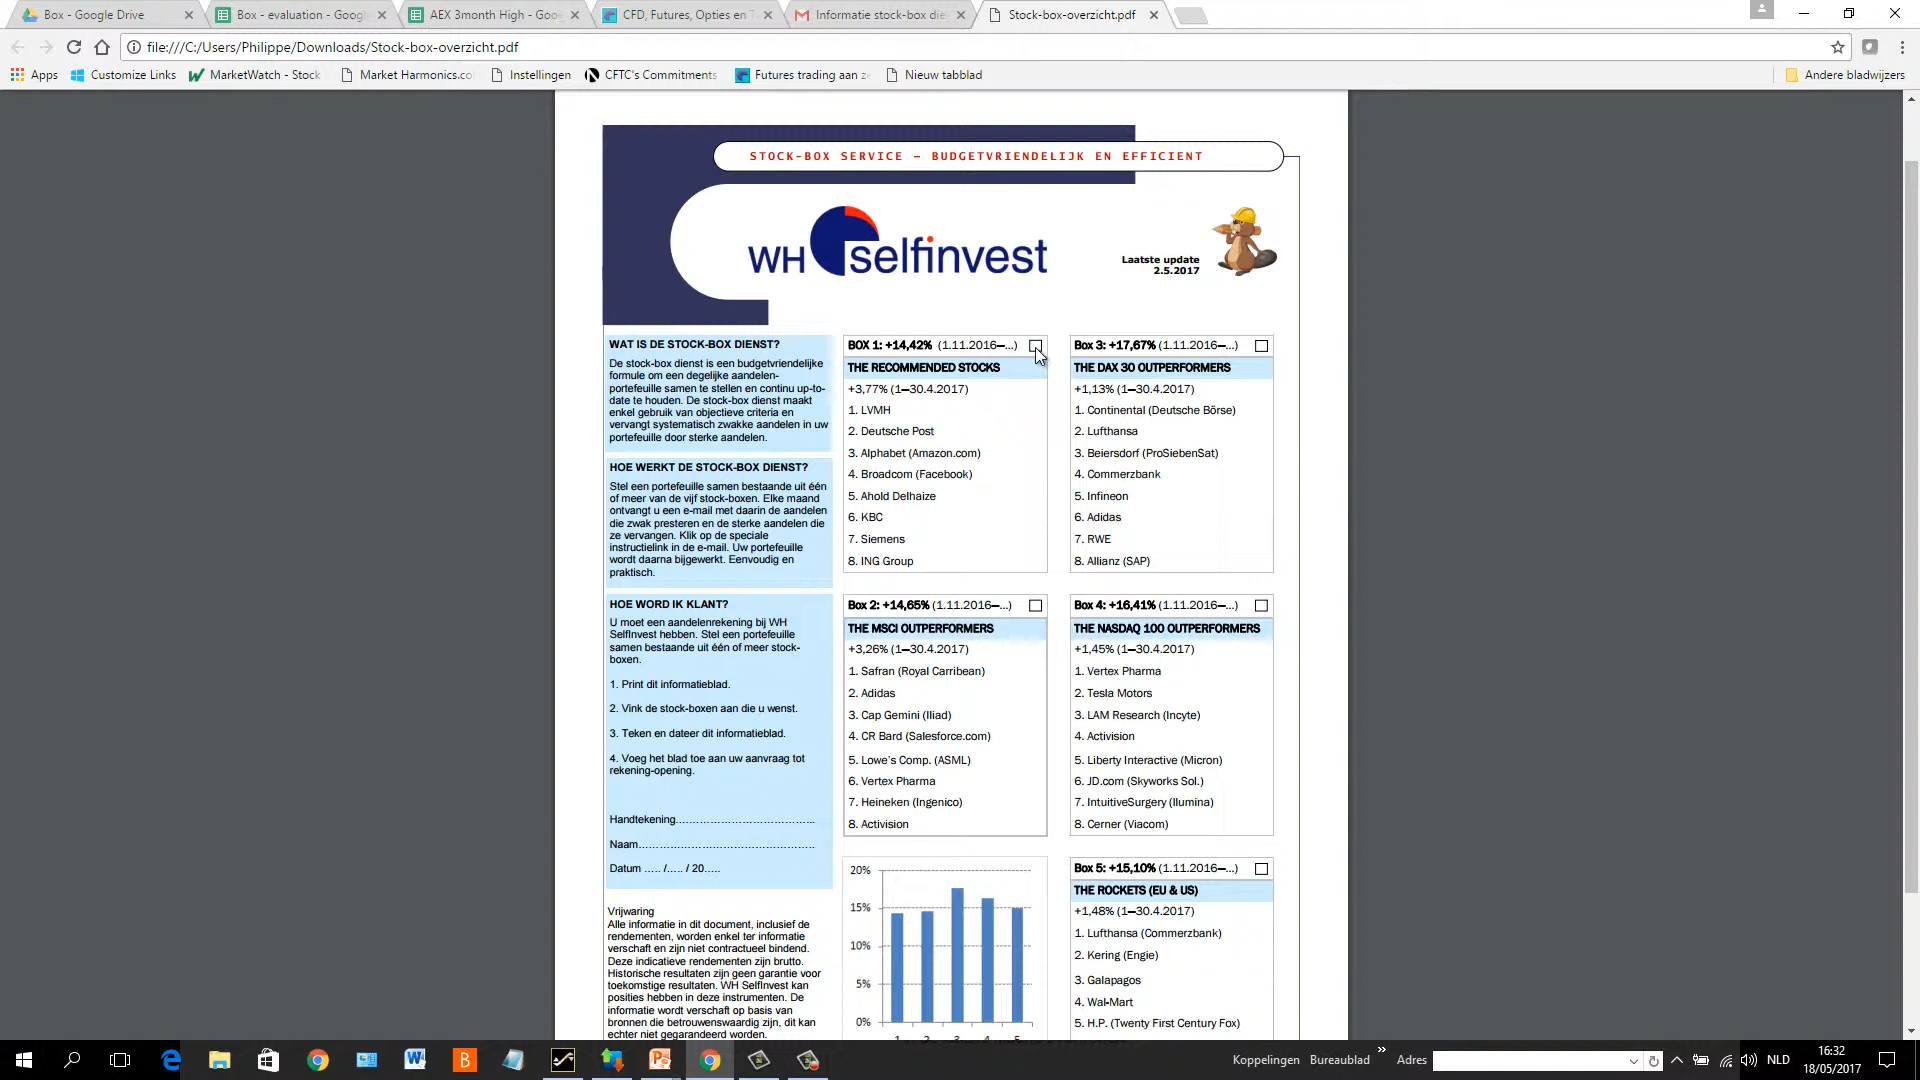 Box - Google Drive
Box - evaluation - Google
AEX 3month High - Goo
CFD, Futures, Opties en
Informatie stock-box die
Stock-box-overzicht.pdf
file:///C:/Users/Philippe/Downloads/Stock-box-overzicht.pdf
Apps
Customize Links
MarketWatch - Stock
Market Harmonics.co
Instellingen
CFTC's Commitments
Futures trading aan ze
Nieuw tabblad
Andere bladwijzers
STOCK-BOX SERVICE – BUDGETVRIENDELIJK EN EFFICIENT
WH selfinvest
Laatste update
2.5.2017
WAT IS DE STOCK-BOX DIENST?
De stock-box dienst is een budgetvriendelijke
formule om een degelijke aandelen-
portefeuille samen te stellen en continu up-to-
date te houden. De stock-box dienst maakt
enkel gebruik van objectieve criteria en
vervangt systematisch zwakke aandelen in uw
portefeuille door sterke aandelen.
HOE WERKT DE STOCK-BOX DIENST?
Stel een portefeuille samen bestaande uit één
of meer van de vijf stock-boxen. Elke maand
ontvangt u een e-mail met daarin de aandelen
die zwak presteren en de sterke aandelen die
ze vervangen. Klik op de speciale
instructielink in de e-mail. Uw portefeuille
wordt daarna bijgewerkt. Eenvoudig en
praktisch.
HOE WORD IK KLANT?
U moet een aandelenrekening bij WH
SelfInvest hebben. Stel een portefeuille
samen bestaande uit één of meer stock-
boxen.
1. Print dit informatieblad.
2. Vink de stock-boxen aan die u wenst.
3. Teken en dateer dit informatieblad.
4. Voeg het blad toe aan uw aanvraag tot
rekening-opening.
Handtekening……………………………………
Naam………………………………………………
Datum ….. /….. / 20…..
Vrijwaring
Alle informatie in dit document, inclusief de
rendementen, worden enkel ter informatie
verschaft en zijn niet contractueel bindend.
Deze indicatieve rendementen zijn brutto.
Historische resultaten zijn geen garantie voor
toekomstige resultaten. WH SelfInvest kan
posities hebben in deze instrumenten. De
informatie wordt verschaft op basis van
bronnen die betrouwenswaardig zijn, dit kan
echter niet gegarandeerd worden.
BOX 1: +14,42% (1.11.2016—...)
THE RECOMMENDED STOCKS
+3,77% (1—30.4.2017)
1. LVMH
2. Deutsche Post
3. Alphabet (Amazon.com)
4. Broadcom (Facebook)
5. Ahold Delhaize
6. KBC
7. Siemens
8. ING Group
Box 2: +14,65% (1.11.2016—...)
THE MSCI OUTPERFORMERS
+3,26% (1—30.4.2017)
1. Safran (Royal Carribean)
2. Adidas
3. Cap Gemini (Iliad)
4. CR Bard (Salesforce.com)
5. Lowe's Comp. (ASML)
6. Vertex Pharma
7. Heineken (Ingenico)
8. Activision
20%
15%
10%
5%
0%
1 2 3 4 5
Box 3: +17,67% (1.11.2016—...)
THE DAX 30 OUTPERFORMERS
+1,13% (1—30.4.2017)
1. Continental (Deutsche Börse)
2. Lufthansa
3. Beiersdorf (ProSiebenSat)
4. Commerzbank
5. Infineon
6. Adidas
7. RWE
8. Allianz (SAP)
Box 4: +16,41% (1.11.2016—...)
THE NASDAQ 100 OUTPERFORMERS
+1,45% (1—30.4.2017)
1. Vertex Pharma
2. Tesla Motors
3. LAM Research (Incyte)
4. Activision
5. Liberty Interactive (Micron)
6. JD.com (Skyworks Sol.)
7. IntuitiveSurgery (Ilumina)
8. Cerner (Viacom)
Box 5: +15,10% (1.11.2016—...)
THE ROCKETS (EU & US)
+1,48% (1—30.4.2017)
1. Lufthansa (Commerzbank)
2. Kering (Engie)
3. Galapagos
4. Wal-Mart
5. H.P. (Twenty First Century Fox)
Koppelingen
Bureaublad
Adres
NLD
16:32
18/05/2017